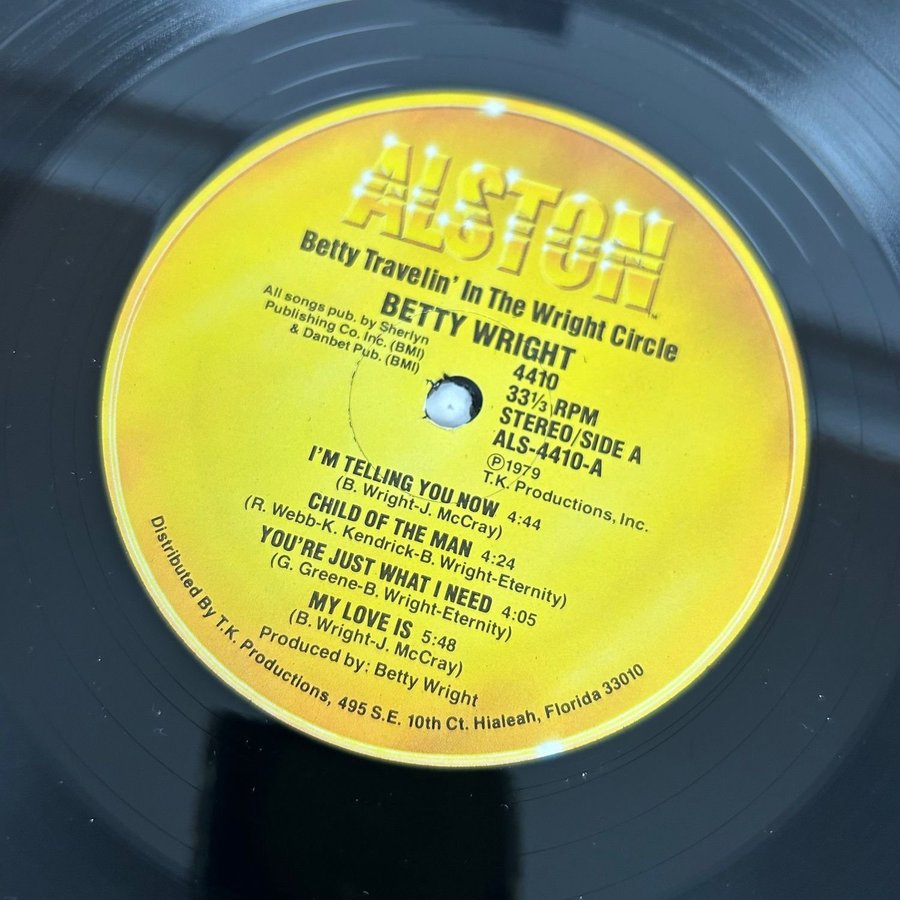 ALSTON
TM
Betty Travelin' In The Wright Circle
BETTY WRIGHT
All songs pub. by Sherlyn
Publishing Co. Inc. (BMI)
& Danbet Pub. (BMI)
4410
33⅓ RPM
STEREO/SIDE A
ALS-4410-A
℗1979
T.K. Productions, Inc.
I'M TELLING YOU NOW 4:44
(B. Wright-J. McCray)
CHILD OF THE MAN 4:24
(R. Webb-K. Kendrick-B. Wright-Eternity)
YOU'RE JUST WHAT I NEED 4:05
(G. Greene-B. Wright-Eternity)
MY LOVE IS 5:48
(B. Wright-J. McCray)
Produced by: Betty Wright
Distributed By T.K. Productions, 495 S.E. 10th Ct. Hialeah, Florida 33010